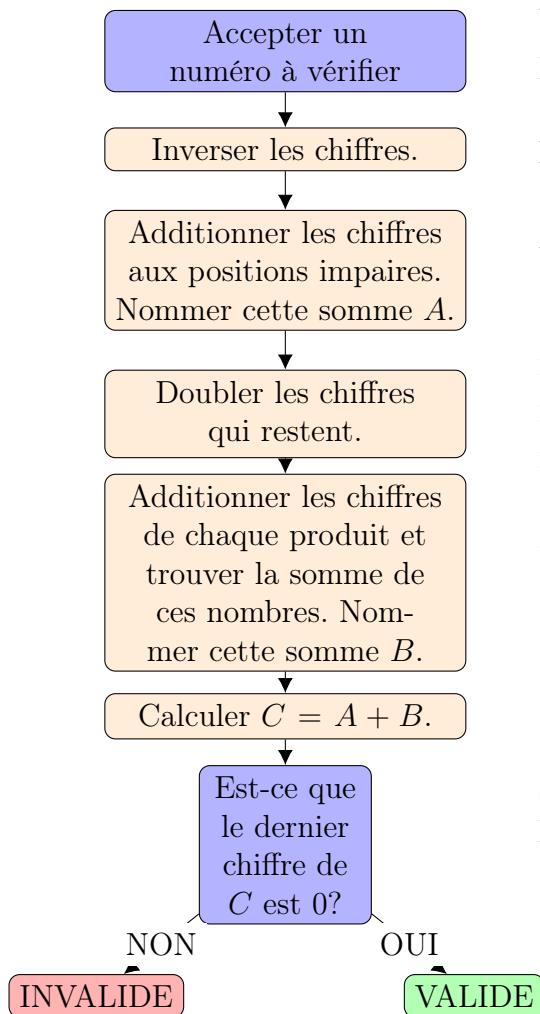 Accepter un
numéro à vérifier
Inverser les chiffres.
Additionner les chiffres
aux positions impaires.
Nommer cette somme A.
Doubler les chiffres
qui restent.
Additionner les chiffres
de chaque produit et
trouver la somme de
ces nombres. Nom-
mer cette somme B.
Calculer C = A + B.
Est-ce que
le dernier
chiffre de
C est 0?
NON
OUI
INVALIDE
VALIDE